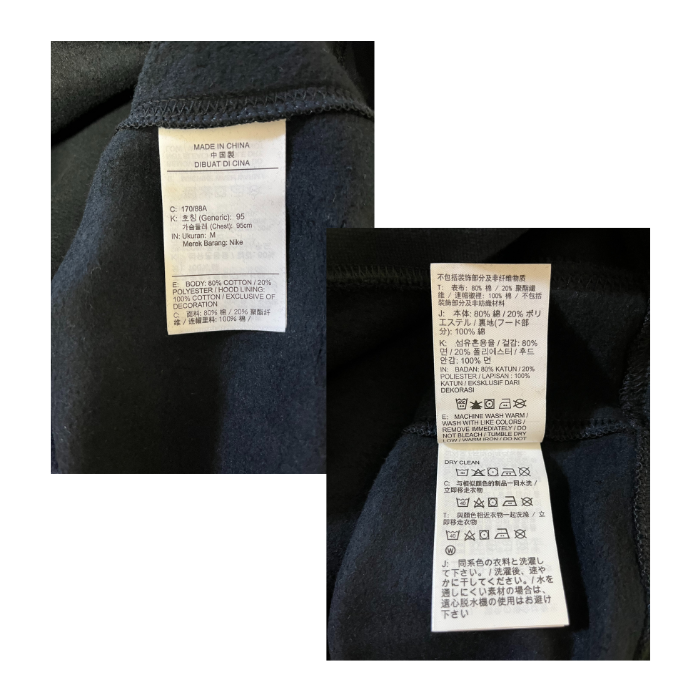 MADE IN CHINA
中国製
DIBUAT DI CINA
C: 170/88A
K: 호칭 (Generic): 95
가슴둘레 (Chest): 95cm
IN: Ukuran: M
Merek Barang: Nike
E: BODY: 80% COTTON / 20%
POLYESTER / HOOD LINING:
100% COTTON / EXCLUSIVE OF
DECORATION
C: 面料: 80% 棉 / 20% 聚酯纤
维 / 连帽里料: 100% 棉 /
不包括装饰部分及非纤维物质
T: 表布: 80% 棉 / 20% 聚酯纖
維 / 連帽襯裡: 100% 棉 / 不包括
裝飾部分及非紡織材料
J: 本体: 80% 綿 / 20% ポリ
エステル / 裏地(フード部
分): 100% 綿
K: 섬유혼용율 / 겉감: 80%
면 / 20% 폴리에스터 / 후드
안감: 100% 면
IN: BADAN: 80% KATUN / 20%
POLIESTER / LAPISAN : 100%
KATUN / EKSKLUSIF DARI
DEKORASI
E: MACHINE WASH WARM /
WASH WITH LIKE COLORS /
REMOVE IMMEDIATELY / DO
NOT BLEACH / TUMBLE DRY
LOW / WARM IRON / DO NOT
DRY CLEAN
C: 与相似颜色的制品一同水洗 /
立即移走衣物
T: 與顏色相近衣物一起洗滌 / 立
即移走衣物
W
J: 同系色の衣料と洗濯し
て下さい。/ 洗濯後、速や
かに干してください。/ 水を
通しにくい素材の場合は、
遠心脱水機の使用はお避け
下さい